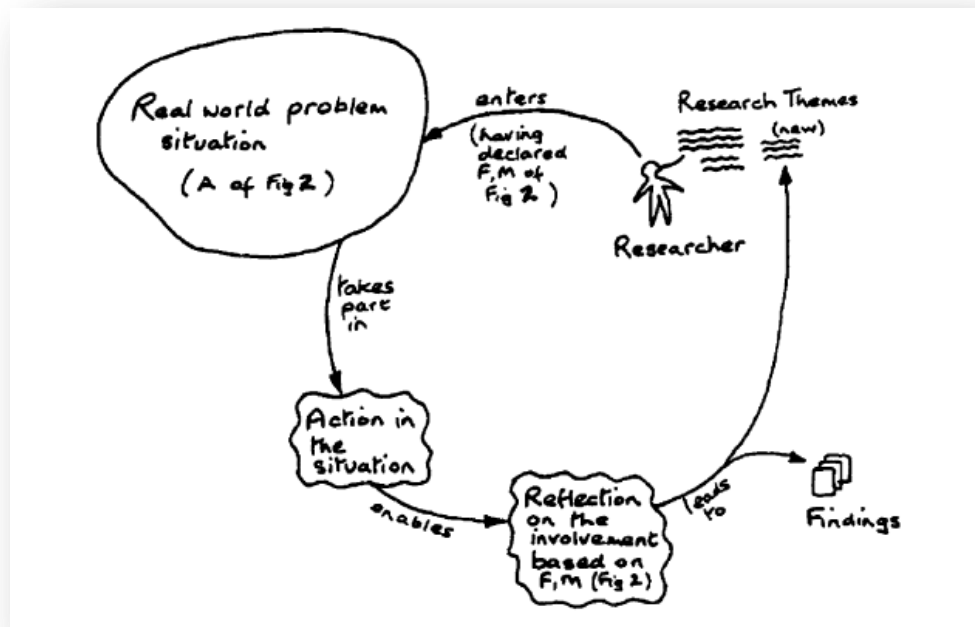 Real world problem
situation
(A of Fig 2)
enters
(having
declared
F,M of
Fig 2)
Research Themes
(new)
Researcher
takes
part
in
Action in
the
situation
enables
Reflection
on the
involvement
based on
F,M (Fig 2)
leads
to
Findings